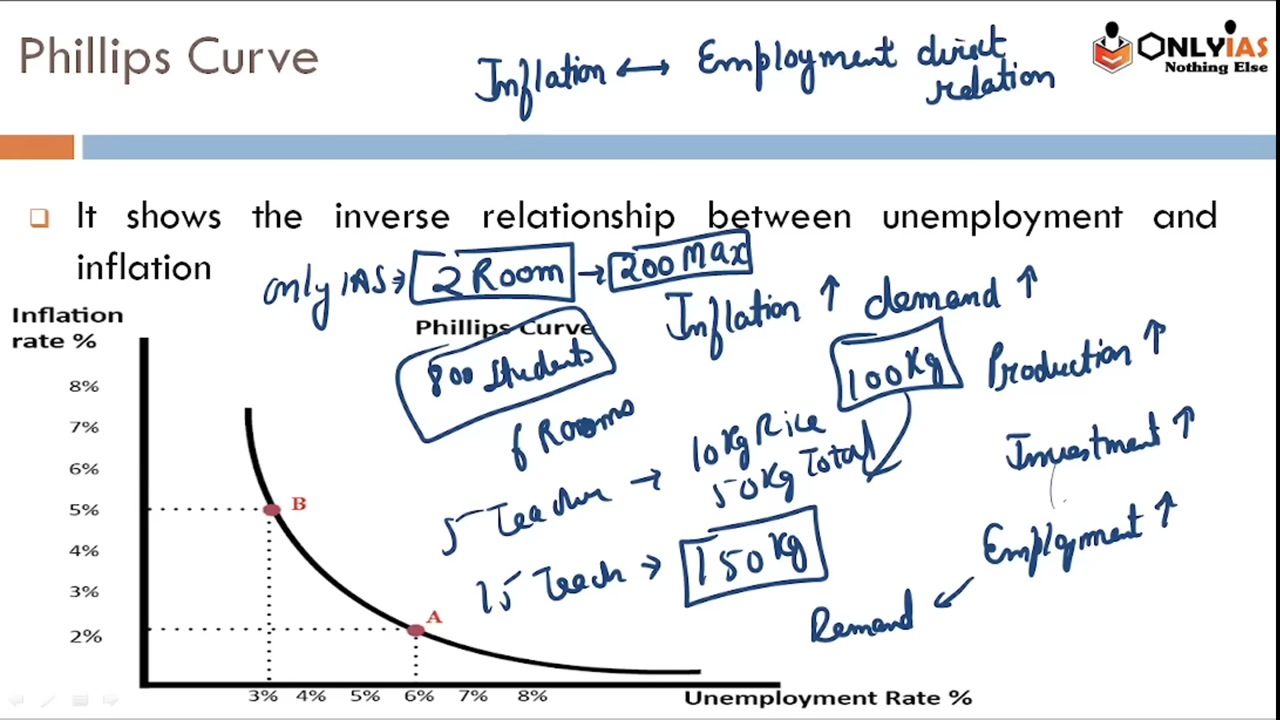 Phillips Curve
Inflation ↔ Employment direct
relation
ONLYIAS
Nothing Else
It shows the inverse relationship between unemployment and
inflation
only IAS → 2 Room → 200 Max
Inflation ↑ demand ↑
Inflation
rate %
Phillips Curve
800 Students
100 Kg
Production ↑
6 Rooms
10 Kg Rice
50 Kg Total
Investment ↑
5 Teacher →
15 Teach → 150 Kg
Employment ↑
Demand
8%
7%
6%
5%
4%
3%
2%
B
A
3% 4% 5% 6% 7% 8%
Unemployment Rate %